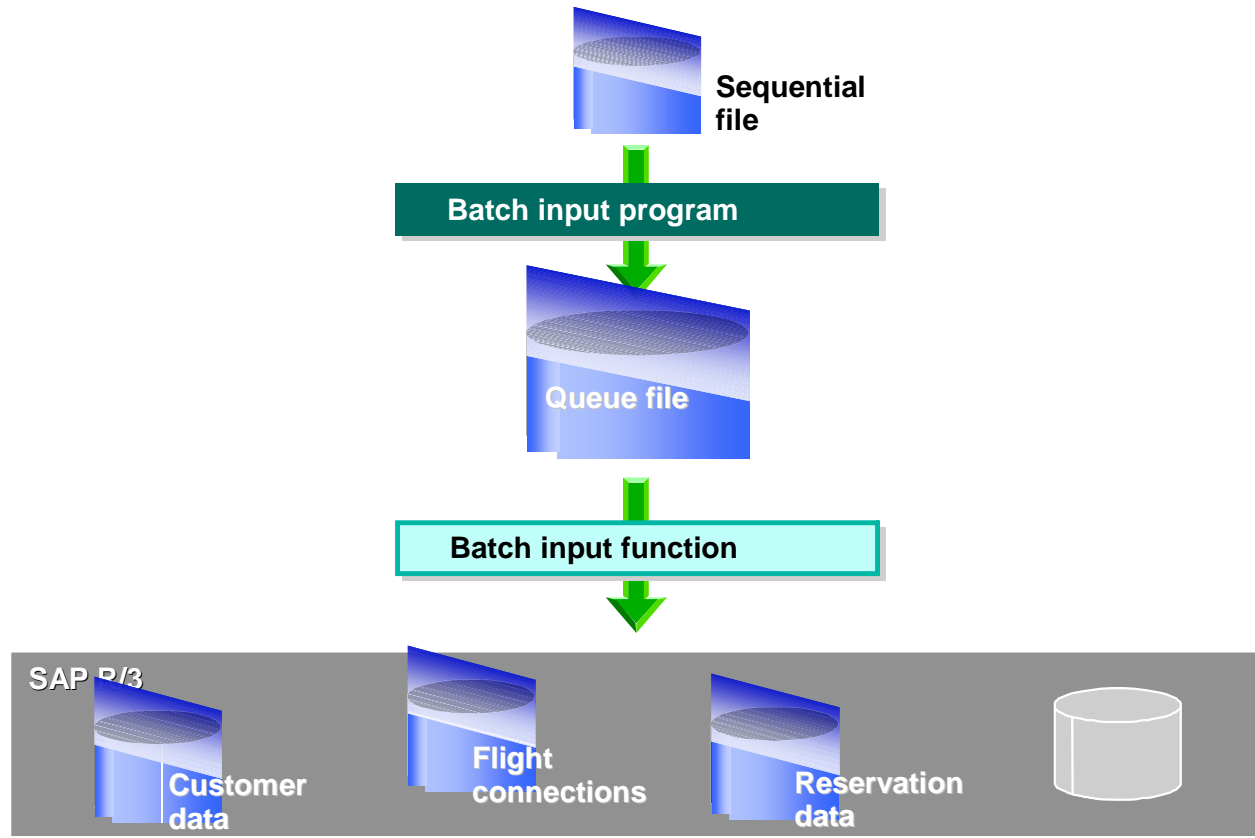 Sequential
file
Batch input program
Queue file
Batch input function
SAP R/3
Customer
data
Flight
connections
Reservation
data